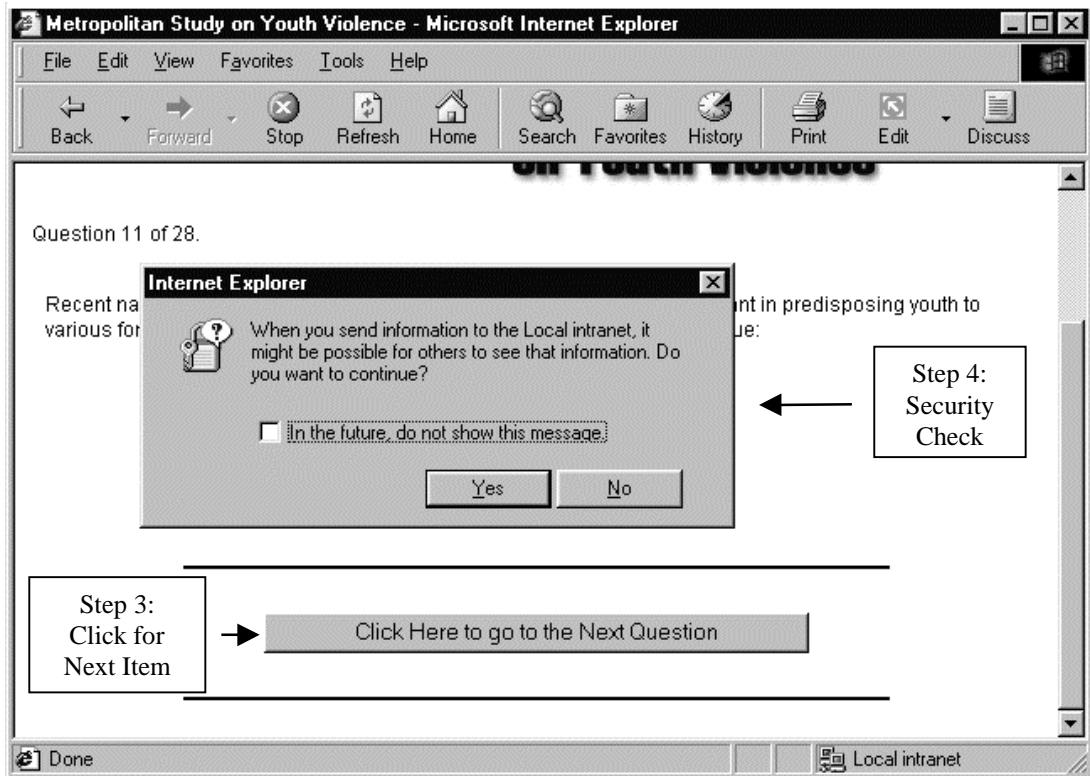 Metropolitan Study on Youth Violence - Microsoft Internet Explorer
File Edit View Favorites Tools Help
Back Forward Stop Refresh Home Search Favorites History Print Edit Discuss
on Youth Violence
Question 11 of 28.
Recent na
nt in predisposing youth to
various for
ue:
Internet Explorer
When you send information to the Local intranet, it
might be possible for others to see that information. Do
you want to continue?
In the future, do not show this message.
Yes No
Step 4:
Security
Check
Step 3:
Click for
Next Item
Click Here to go to the Next Question
Done
Local intranet